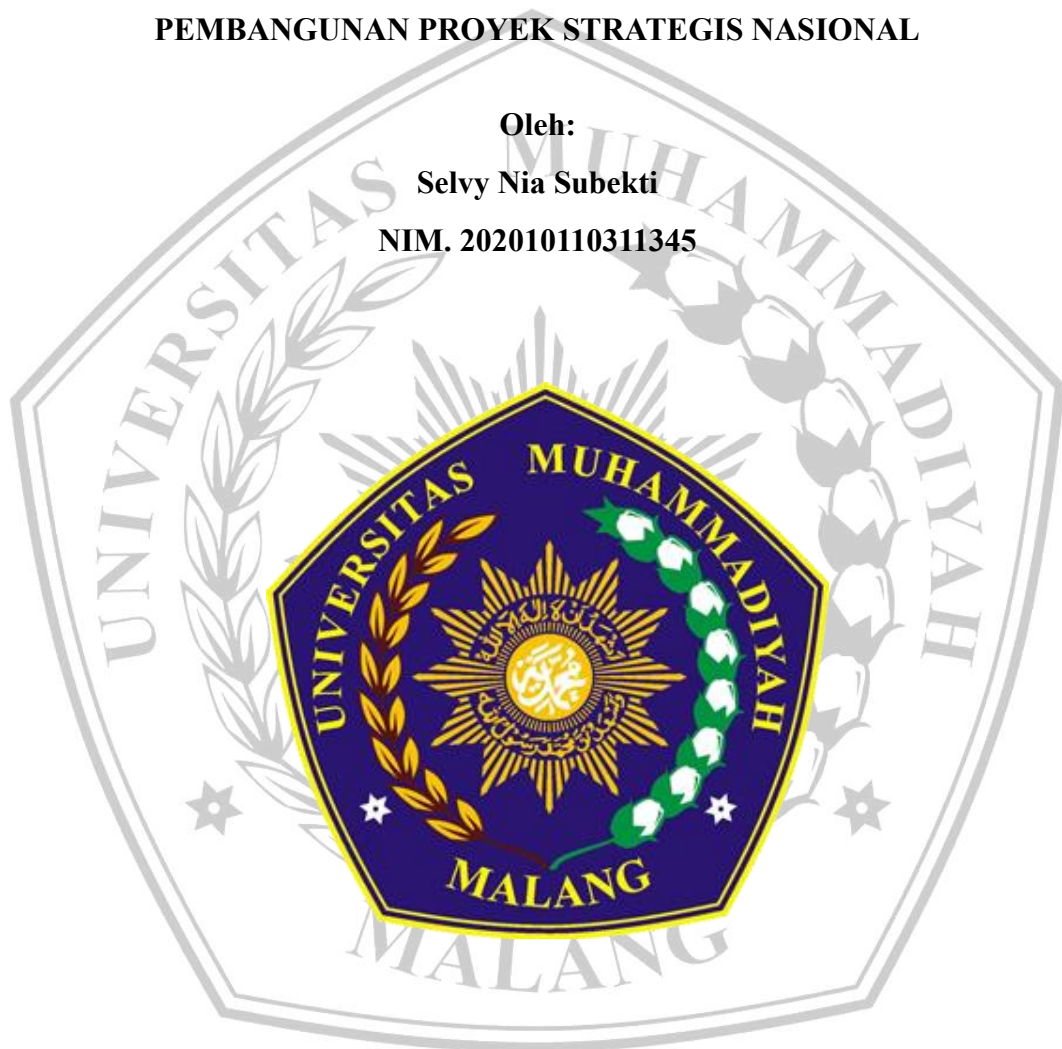 PEMBANGUNAN PROYEK STRATEGIS NASIONAL
Oleh:
Selvy Nia Subekti
NIM. 202010110311345
UNIVERSITAS MUHAMMADIYAH
MALANG
UNIVERSITAS MUHAMMADIYAH
MALANG